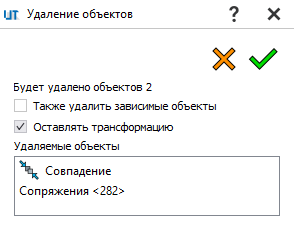 Удаление объектов
Будет удалено объектов 2
Также удалить зависимые объекты
Оставлять трансформацию
Удаляемые объекты
Совпадение
Сопряжения <282>